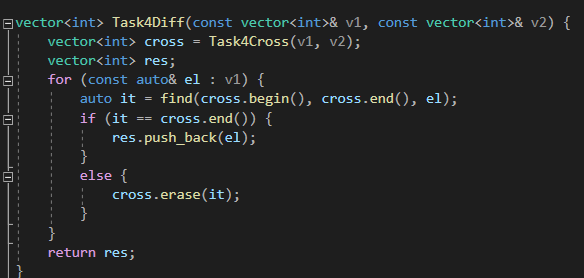 vector<int> Task4Diff(const vector<int>& v1, const vector<int>& v2) {
    vector<int> cross = Task4Cross(v1, v2);
    vector<int> res;
    for (const auto& el : v1) {
        auto it = find(cross.begin(), cross.end(), el);
        if (it == cross.end()) {
            res.push_back(el);
        }
        else {
            cross.erase(it);
        }
    }
    return res;
}